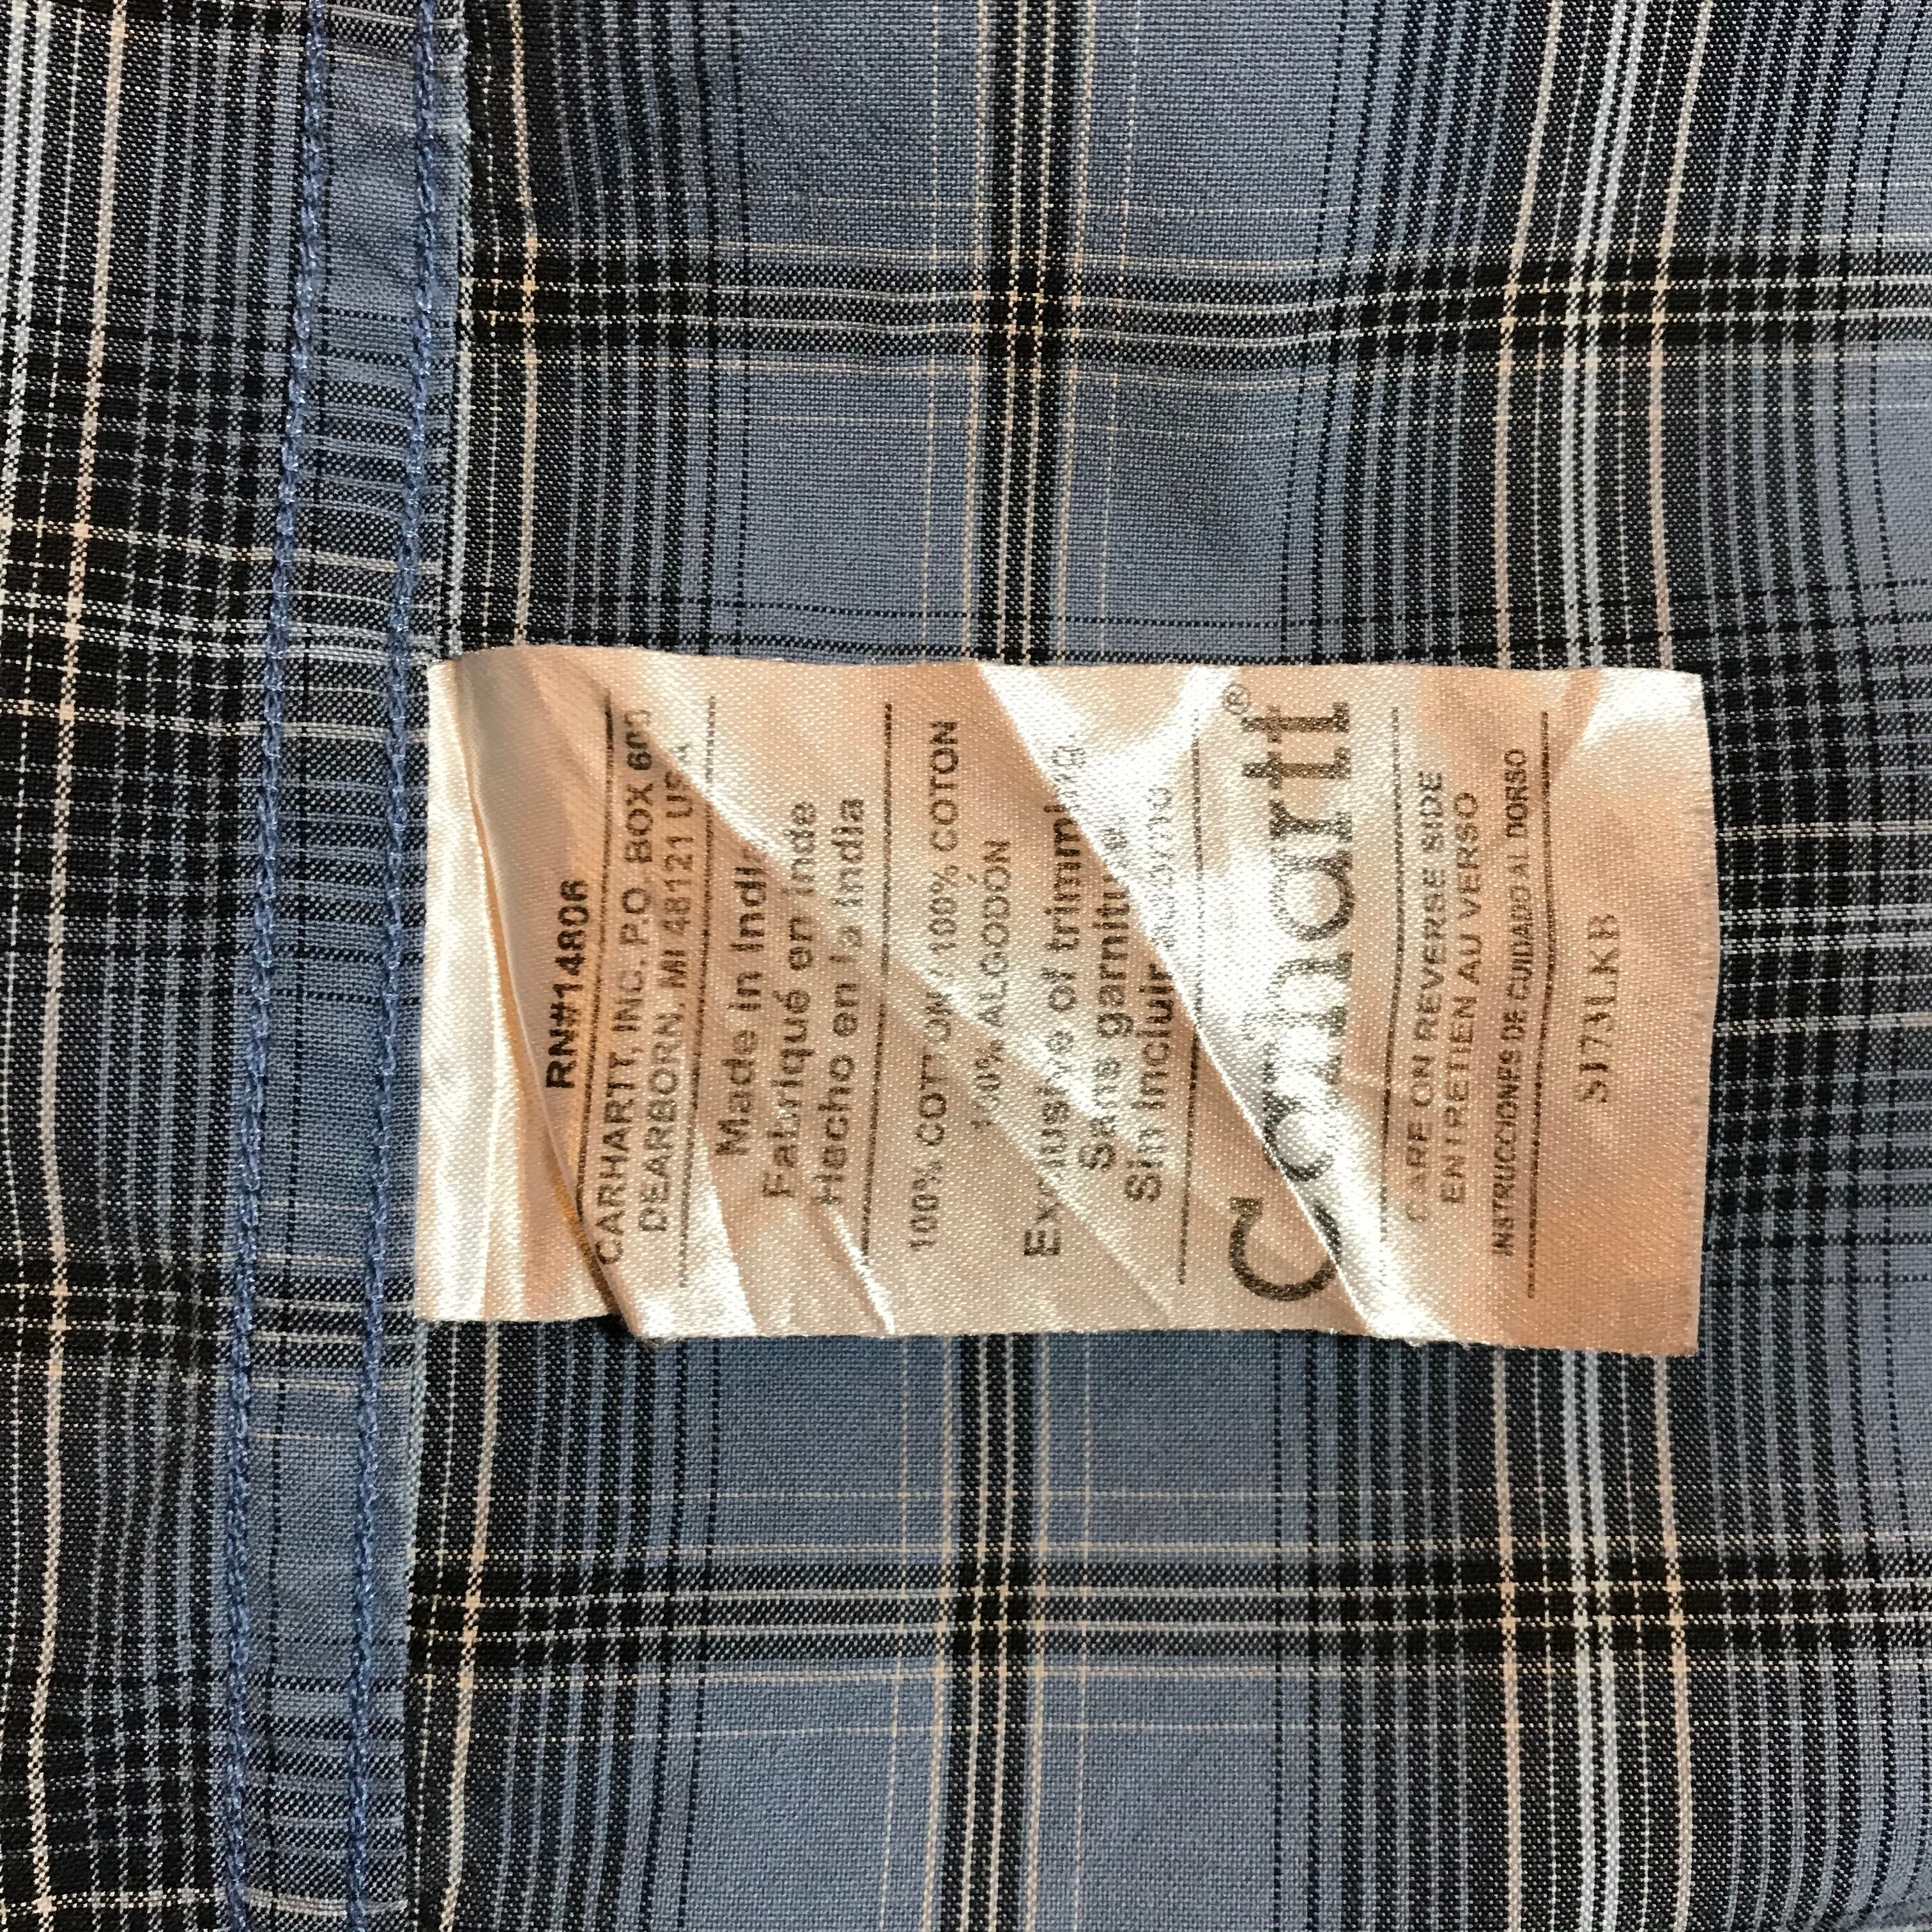 RN#14806
CARHARTT, INC. P.O. BOX 600
DEARBORN, MI 48121 USA
Made in India
Fabriqué en Inde
Hecho en la India
100% COTTON / 100% COTON
100% ALGODÓN
Exclusive of trimming.
Sans garniture
Sin incluir adorno.
Carhartt®
CARE ON REVERSE SIDE
ENTRETIEN AU VERSO
INSTRUCCIONES DE CUIDADO AL DORSO